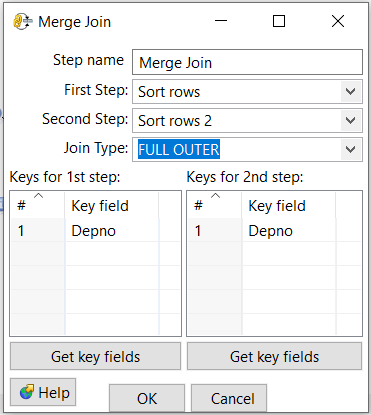 Merge Join
Step name Merge Join
First Step: Sort rows
Second Step: Sort rows 2
Join Type: FULL OUTER
Keys for 1st step: Keys for 2nd step:
# Key field # Key field
1 Depno 1 Depno
Get key fields Get key fields
Help OK Cancel